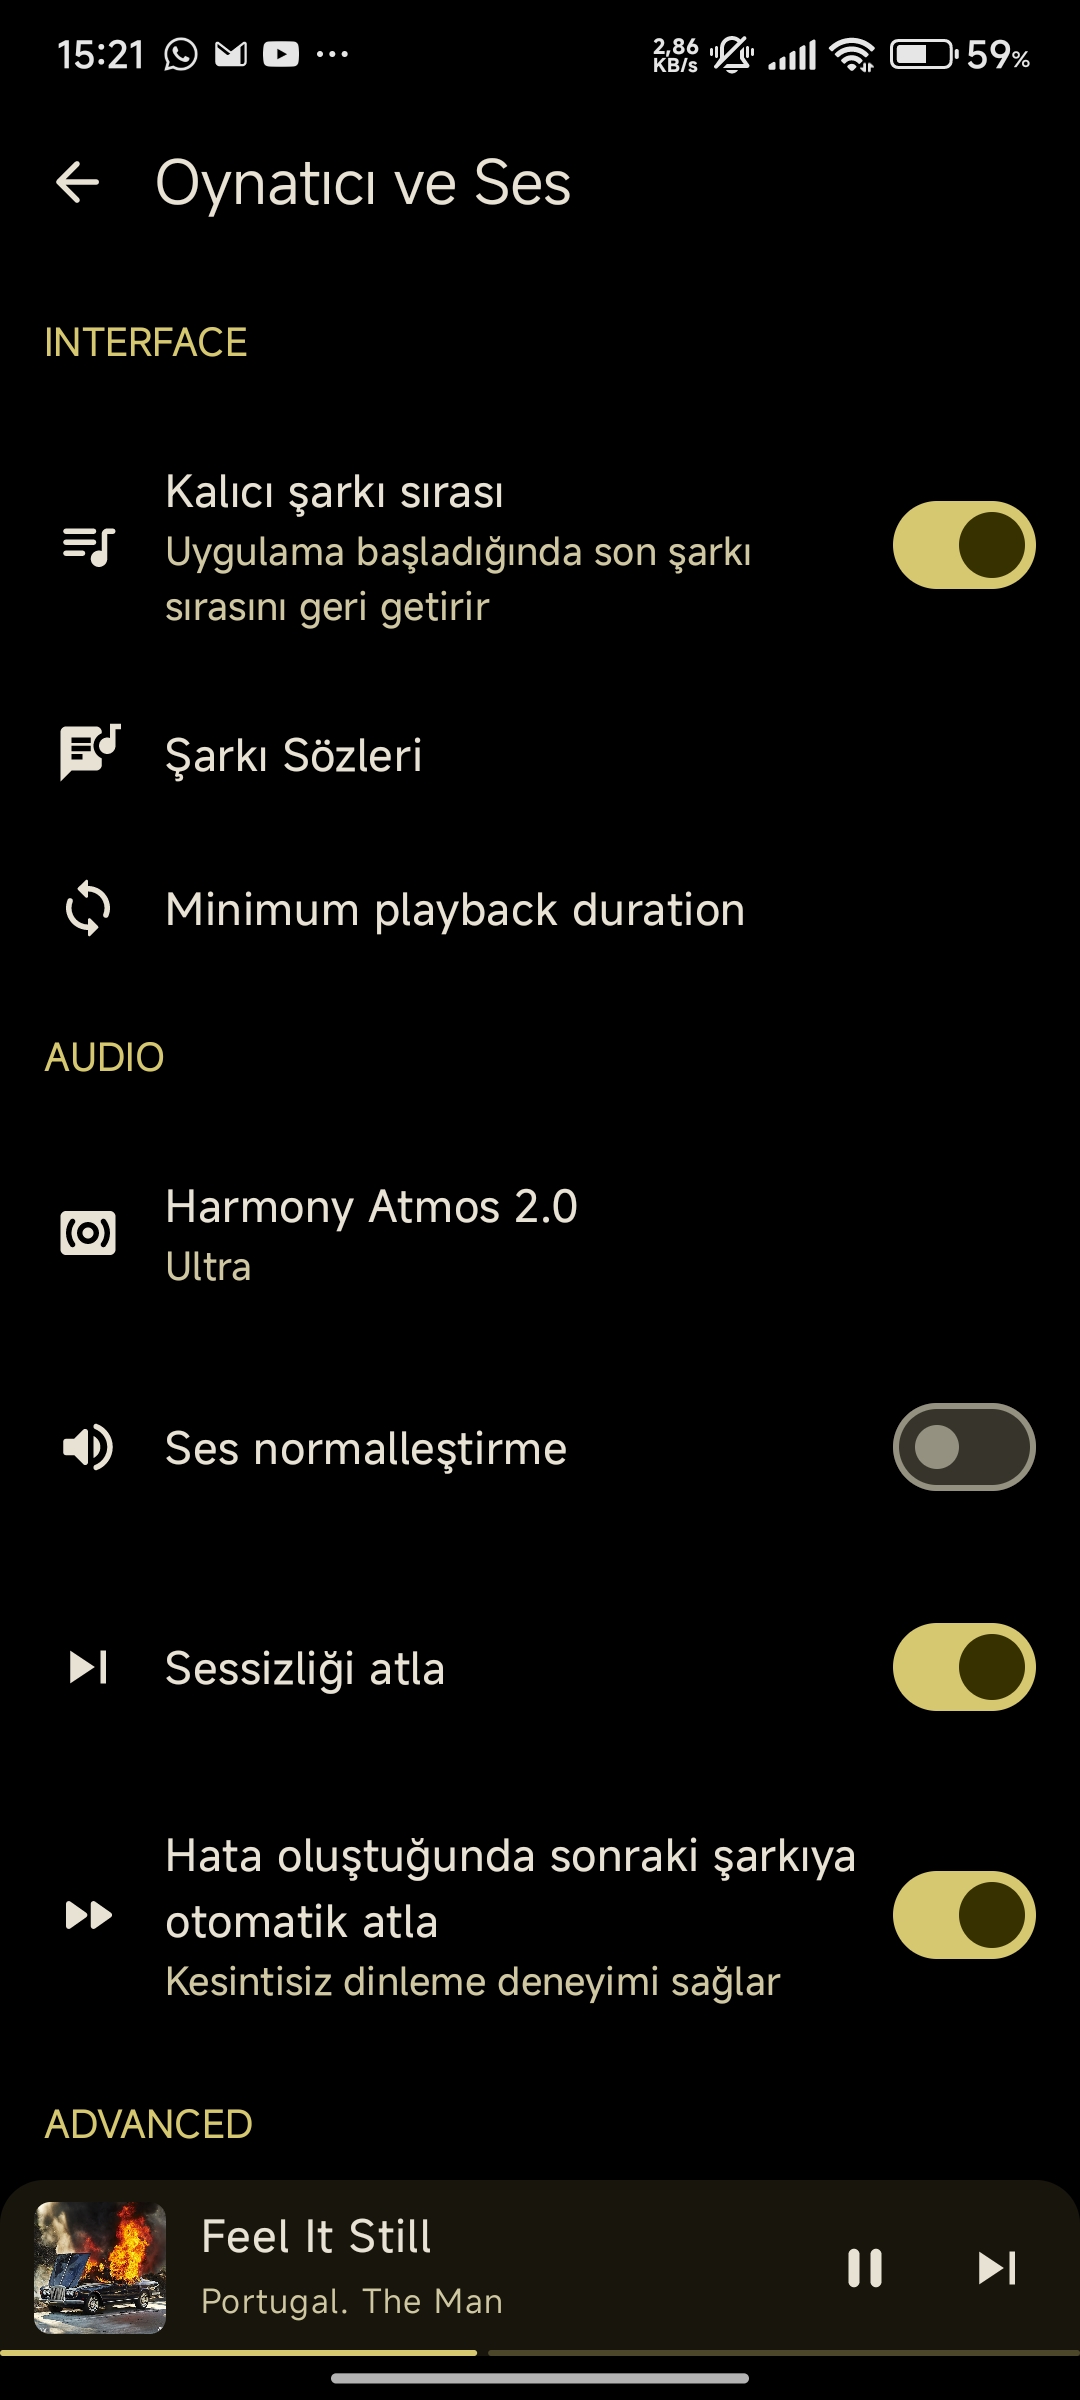 15:21
2,86 KB/s
59%
Oynatıcı ve Ses
INTERFACE
Kalıcı şarkı sırası
Uygulama başladığında son şarkı
sırasını geri getirir
Şarkı Sözleri
Minimum playback duration
AUDIO
Harmony Atmos 2.0
Ultra
Ses normalleştirme
Sessizliği atla
Hata oluştuğunda sonraki şarkıya
otomatik atla
Kesintisiz dinleme deneyimi sağlar
ADVANCED
Feel It Still
Portugal. The Man